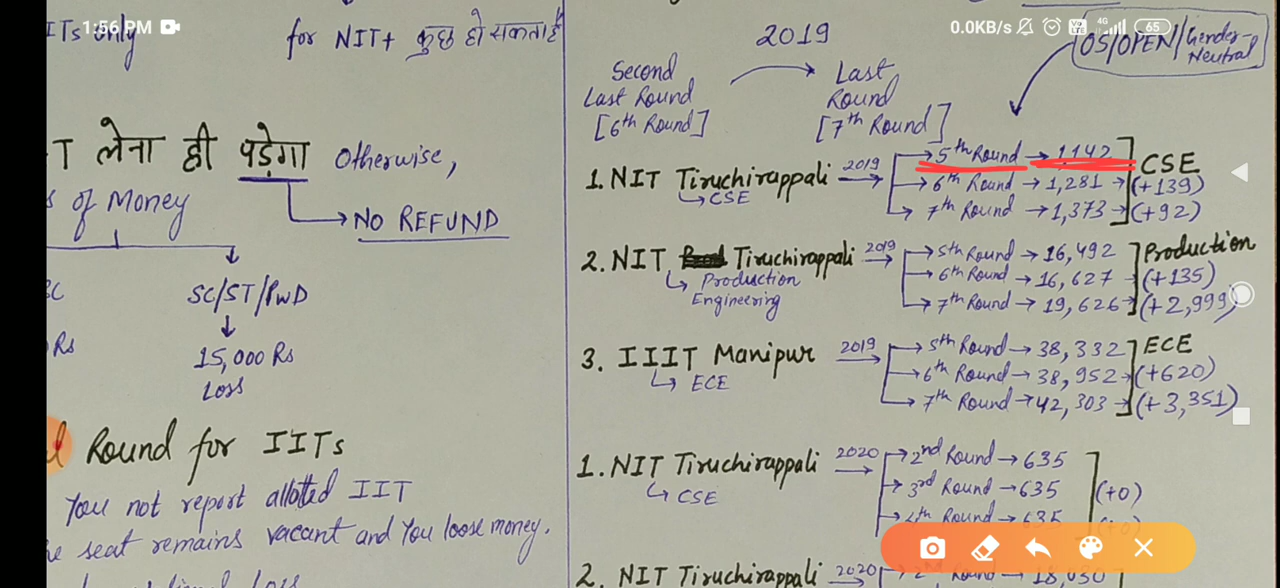 1:56 PM
0.0KB/s 4G 65
ITs only
for NIT+ कुछ हो सकता है
T लेना ही पड़ेगा Otherwise,
of Money
NO REFUND
SC/ST/PwD
Rs
15,000 Rs
Loss
Round for IITs
You not report allotted IIT
seat remains vacant and You loose money.
2019
OS/OPEN/Gender-
Neutral
Second
Last Round
[6th Round]
Last
Round
[7th Round]
1. NIT Tiruchirappali 2019
CSE
5th Round → 1,142
6th Round → 1,281 → (+139)
7th Round → 1,373 → (+92)
CSE
2. NIT Tiruchirappali 2019
Production
Engineering
5th Round → 16,492
6th Round → 16,627 → (+135)
7th Round → 19,626 → (+2,999)
Production
3. IIIT Manipur 2019
ECE
5th Round → 38,332
6th Round → 38,952 → (+620)
7th Round → 42,303 → (+3,351)
ECE
1. NIT Tiruchirappali 2020
CSE
2nd Round → 635
3rd Round → 635 (+0)
Round → 635 (+0)
2. NIT Tiruchirappali 2020
Round → 18,030